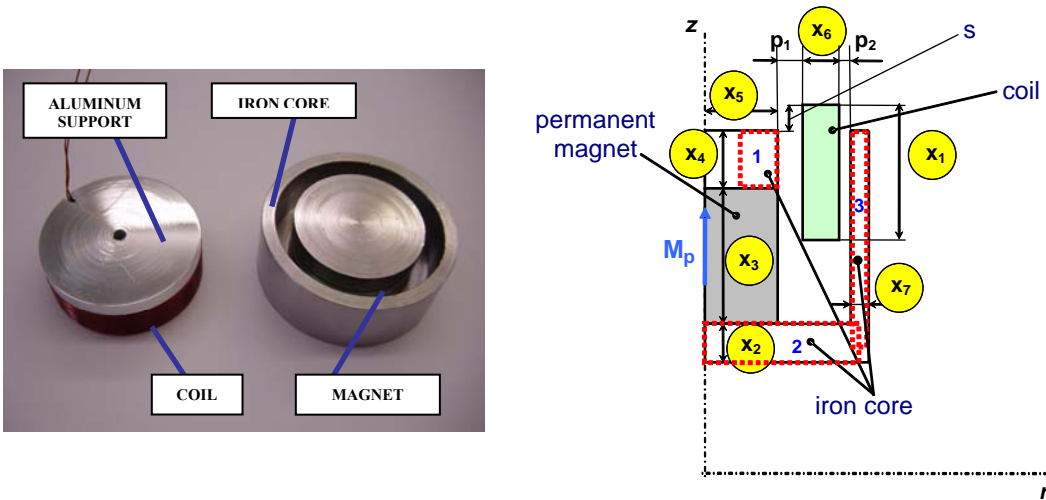 ALUMINUM
SUPPORT
IRON CORE
COIL
MAGNET
z
p1
x6
p2
s
x5
coil
permanent
magnet
x4
1
x1
3
Mp
x3
x7
x2
2
iron core
r